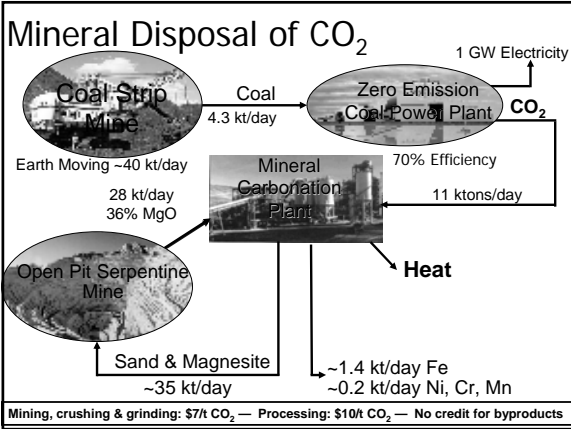 Mineral Disposal of CO2
1 GW Electricity
Coal Strip
Mine
Coal
4.3 kt/day
Zero Emission
Coal Power Plant
CO2
Earth Moving ~40 kt/day
70% Efficiency
28 kt/day
36% MgO
Mineral
Carbonation
Plant
11 ktons/day
Open Pit Serpentine
Mine
Heat
Sand & Magnesite
~35 kt/day
~1.4 kt/day Fe
~0.2 kt/day Ni, Cr, Mn
Mining, crushing & grinding: $7/t CO2 — Processing: $10/t CO2 — No credit for byproducts